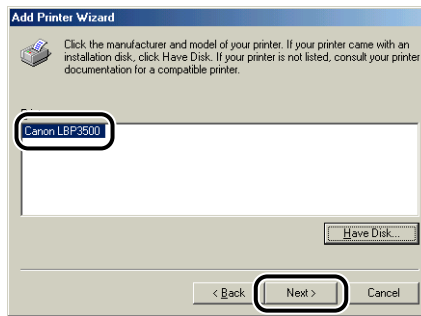 Add Printer Wizard
Click the manufacturer and model of your printer. If your printer came with an
installation disk, click Have Disk. If your printer is not listed, consult your printer
documentation for a compatible printer.
Canon LBP3500
Have Disk...
< Back Next > Cancel